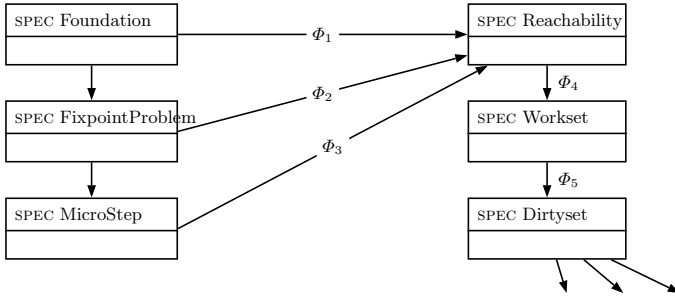 SPEC Foundation
Φ1
SPEC Reachability
Φ2
Φ4
SPEC FixpointProblem
SPEC Workset
Φ3
Φ5
SPEC MicroStep
SPEC Dirtyset